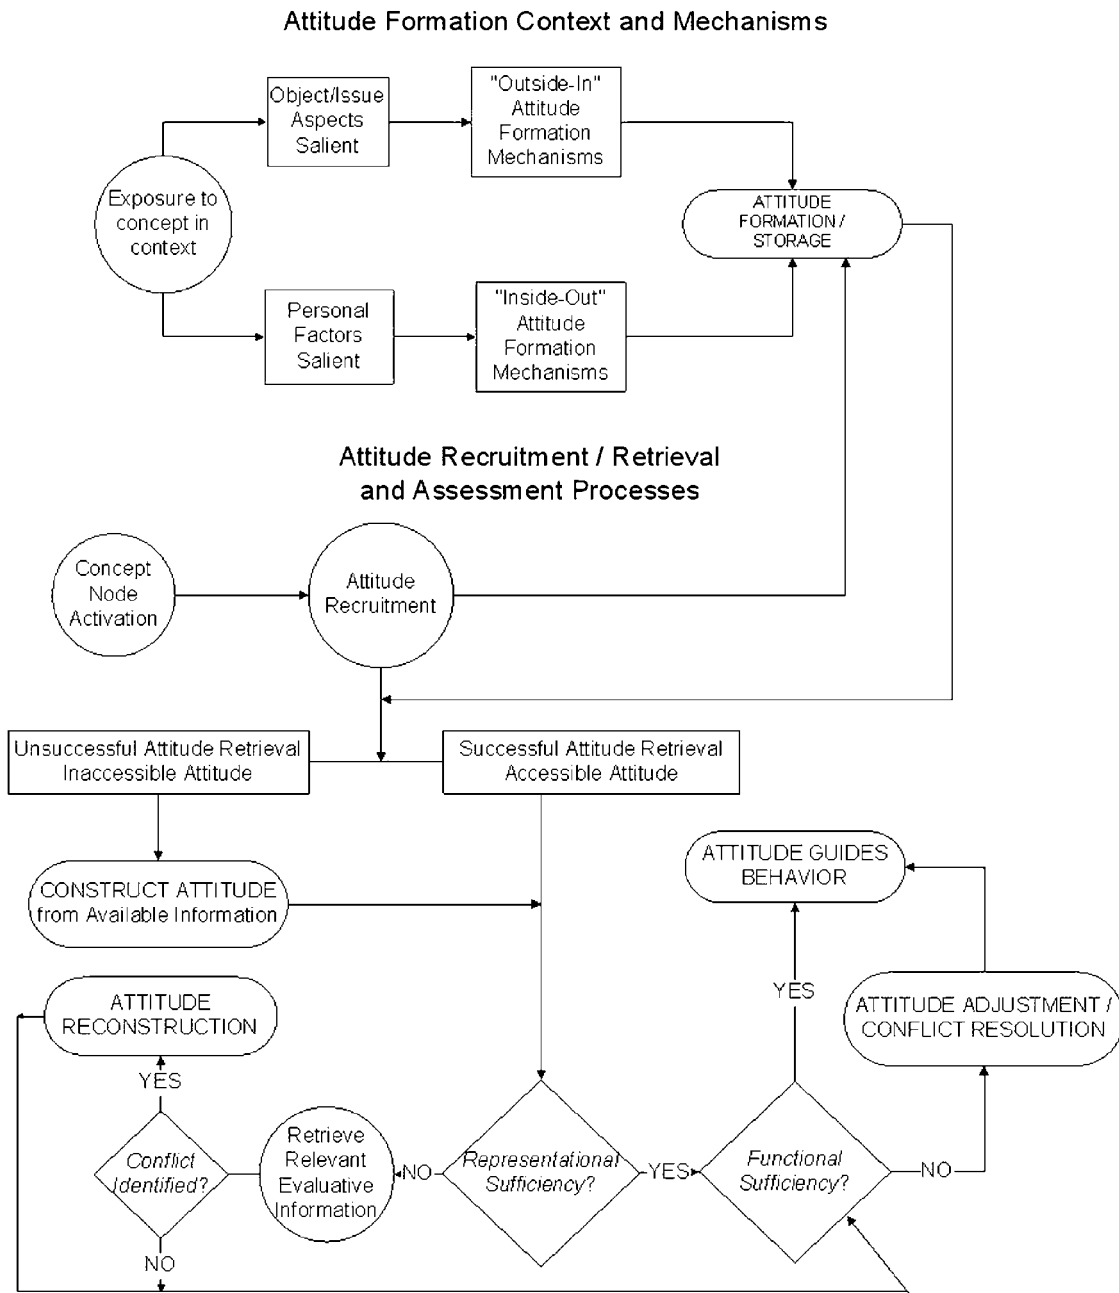 Attitude Formation Context and Mechanisms
Object/Issue
Aspects
Salient
"Outside-In"
Attitude
Formation
Mechanisms
Exposure to
concept in
context
ATTITUDE
FORMATION /
STORAGE
Personal
Factors
Salient
"Inside-Out"
Attitude
Formation
Mechanisms
Attitude Recruitment / Retrieval
and Assessment Processes
Concept
Node
Activation
Attitude
Recruitment
Unsuccessful Attitude Retrieval
Inaccessible Attitude
Successful Attitude Retrieval
Accessible Attitude
CONSTRUCT ATTITUDE
from Available Information
ATTITUDE GUIDES
BEHAVIOR
ATTITUDE
RECONSTRUCTION
YES
ATTITUDE ADJUSTMENT /
CONFLICT RESOLUTION
YES
Conflict
Identified?
Retrieve
Relevant
Evaluative
Information
NO
Representational
Sufficiency?
YES
Functional
Sufficiency?
NO
NO